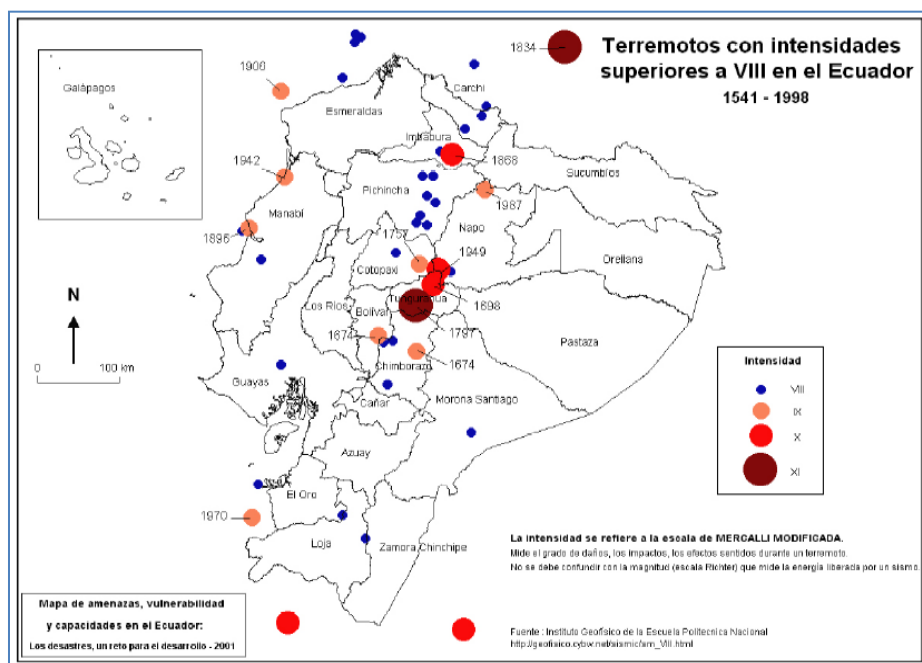 Terremotos con intensidades
superiores a VIII en el Ecuador
1541 - 1998
1834
Galápagos
1906
Carchi
Esmeraldas
Imbabura
1868
Sucumbíos
1942
Pichincha
1987
Manabí
Napo
1896
1757
1949
Orellana
Cotopaxi
N
Los Ríos
Tungurahua
1698
Bolívar
1797
1674
Pastaza
0 100 km
Chimborazo
1674
Guayas
Cañar
Morona Santiago
Azuay
El Oro
1970
Loja
Zamora Chinchipe
Intensidad
VIII
IX
X
XI
La intensidad se refiere a la escala de MERCALLI MODIFICADA.
Mide el grado de daños, los impactos, los efectos sentidos durante un terremoto.
No se debe confundir con la magnitud (escala Richter) que mide la energía liberada por un sismo.
Mapa de amenazas, vulnerabilidad
y capacidades en el Ecuador:
Los desastres, un reto para el desarrollo - 2001
Fuente : Instituto Geofísico de la Escuela Politecnica Nacional